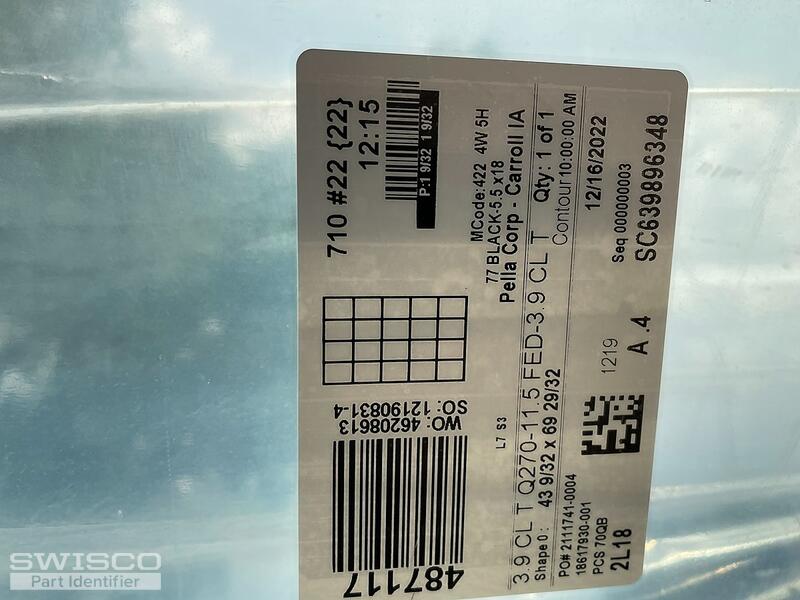 710 #22 {22}
12:15
P:1 9/32 1 9/32
MCode:422 4W 5H
77 BLACK-5.5 x18
Pella Corp - Carroll IA
487117
WO: 46208613
SO: 12190831-4
L7 S3
3.9 CL T Q270-11.5 FED-3.9 CL T
Shape 0: 43 9/32 x 69 29/32 Qty: 1 of 1
PO# 2111741-0004 Contour 10:00:00 AM
18617930-001
PCS 70QB 12/16/2022
2L18
1219 Seq 000000003
A .4 SC639896348
SWISCO
Part Identifier